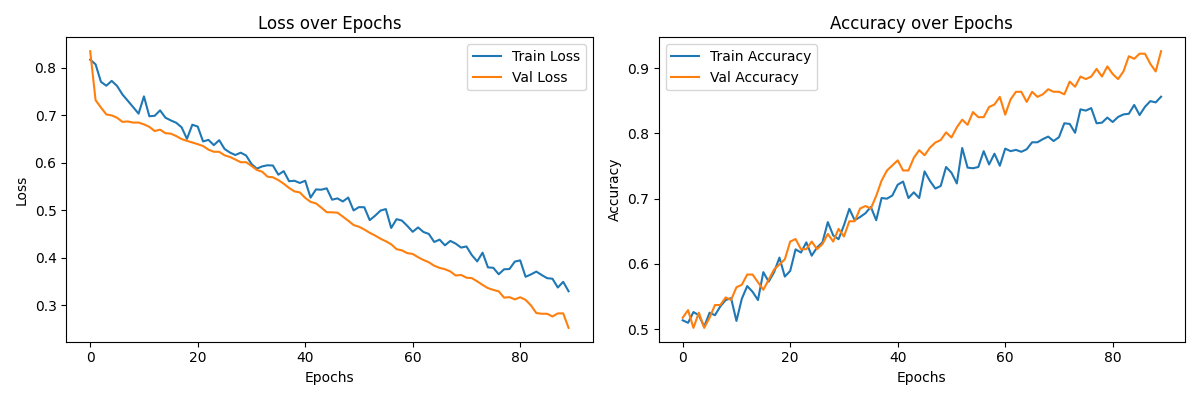 Loss over Epochs
Train Loss
Val Loss
0.8
0.7
0.6
0.5
0.4
0.3
Loss
0
20
40
60
80
Epochs
Accuracy over Epochs
Train Accuracy
Val Accuracy
0.9
0.8
0.7
0.6
0.5
Accuracy
0
20
40
60
80
Epochs